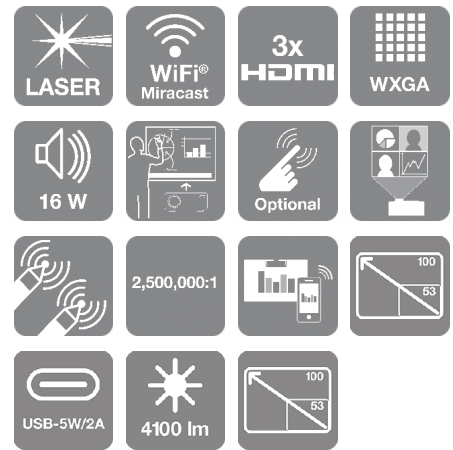 LASER
WiFi®
Miracast
3x
HDMI
WXGA
16 W
Optional
2,500,000:1
100
53
USB-5W/2A
4100 lm
100
53